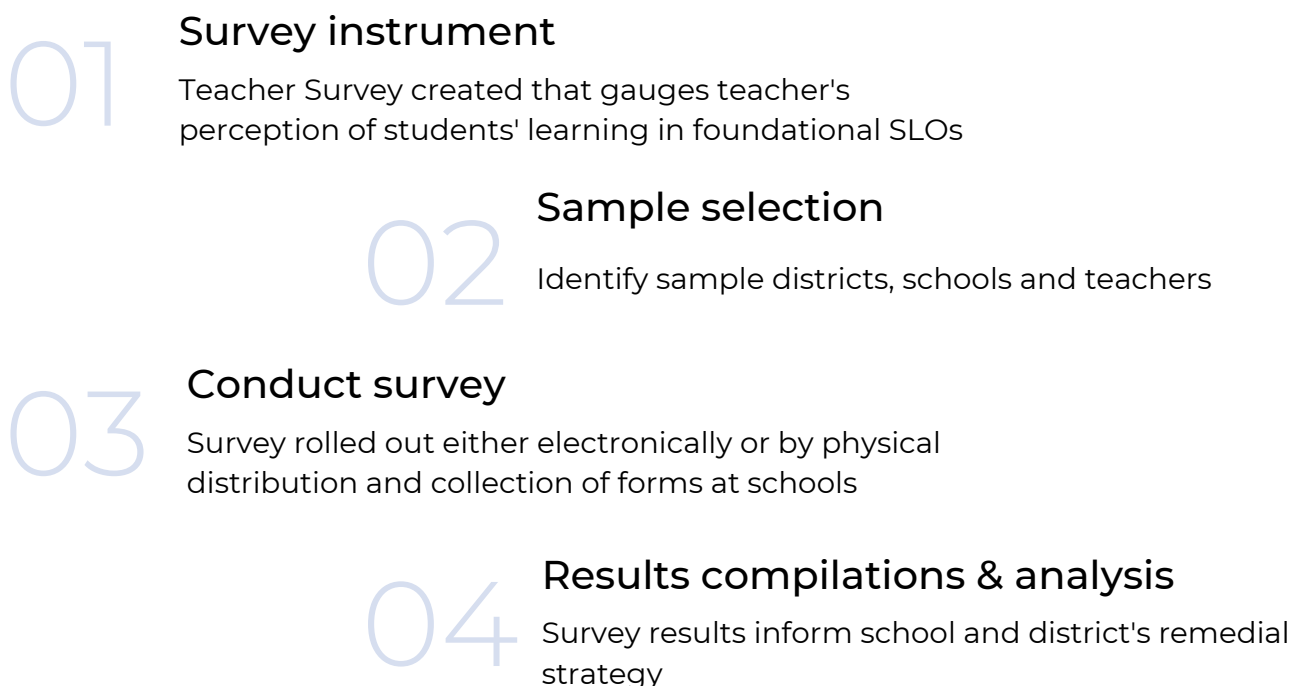 01
Survey instrument
Teacher Survey created that gauges teacher's
perception of students' learning in foundational SLOs
02
Sample selection
Identify sample districts, schools and teachers
03
Conduct survey
Survey rolled out either electronically or by physical
distribution and collection of forms at schools
04
Results compilations & analysis
Survey results inform school and district's remedial
strategy